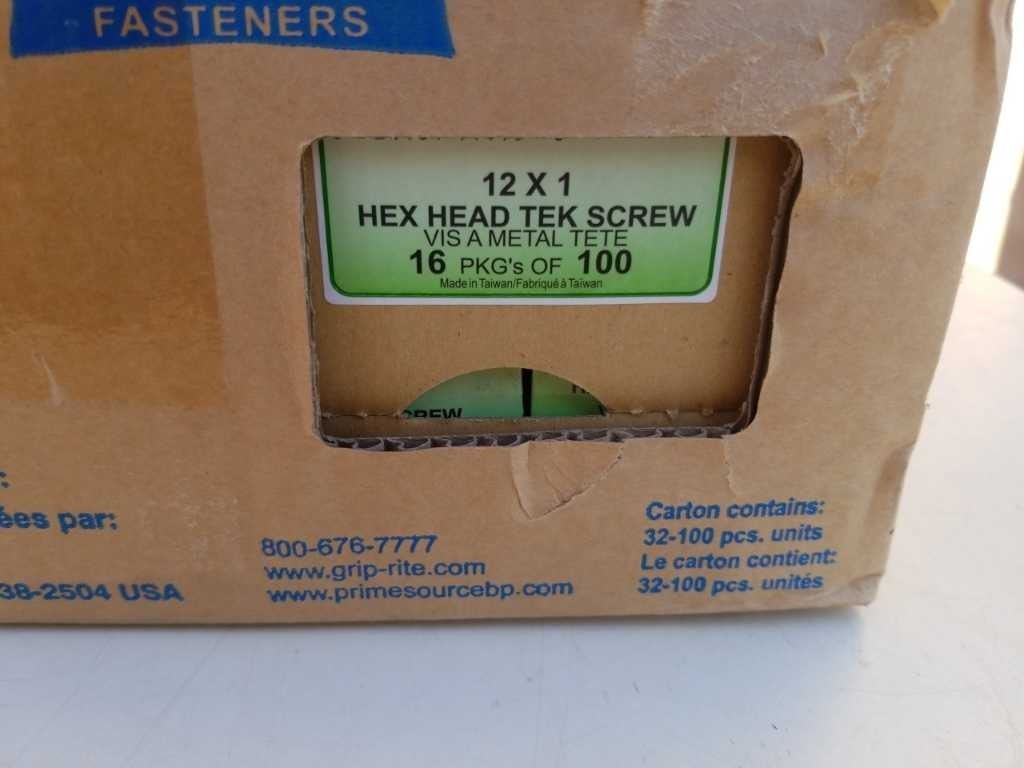 FASTENERS
12 X 1
HEX HEAD TEK SCREW
VIS A METAL TETE
16 PKG's OF 100
Made in Taiwan/Fabriqué à Taïwan
CREW
H
:
ées par:
38-2504 USA
800-676-7777
www.grip-rite.com
www.primesourcebp.com
Carton contains:
32-100 pcs. units
Le carton contient:
32-100 pcs. unités